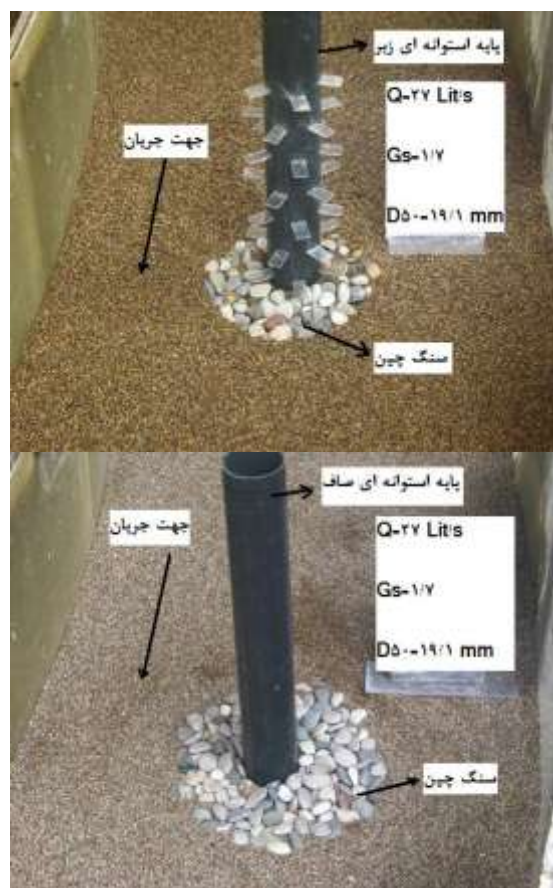 پایه استوانه ای زبر
Q=۲۷ Lit/s
جهت جریان
Gs=۱/۷
D۵۰=۱۹/۱ mm
سنگ چین
پایه استوانه ای صاف
جهت جریان
Q=۲۷ Lit/s
Gs=۱/۷
D۵۰=۱۹/۱ mm
سنگ چین